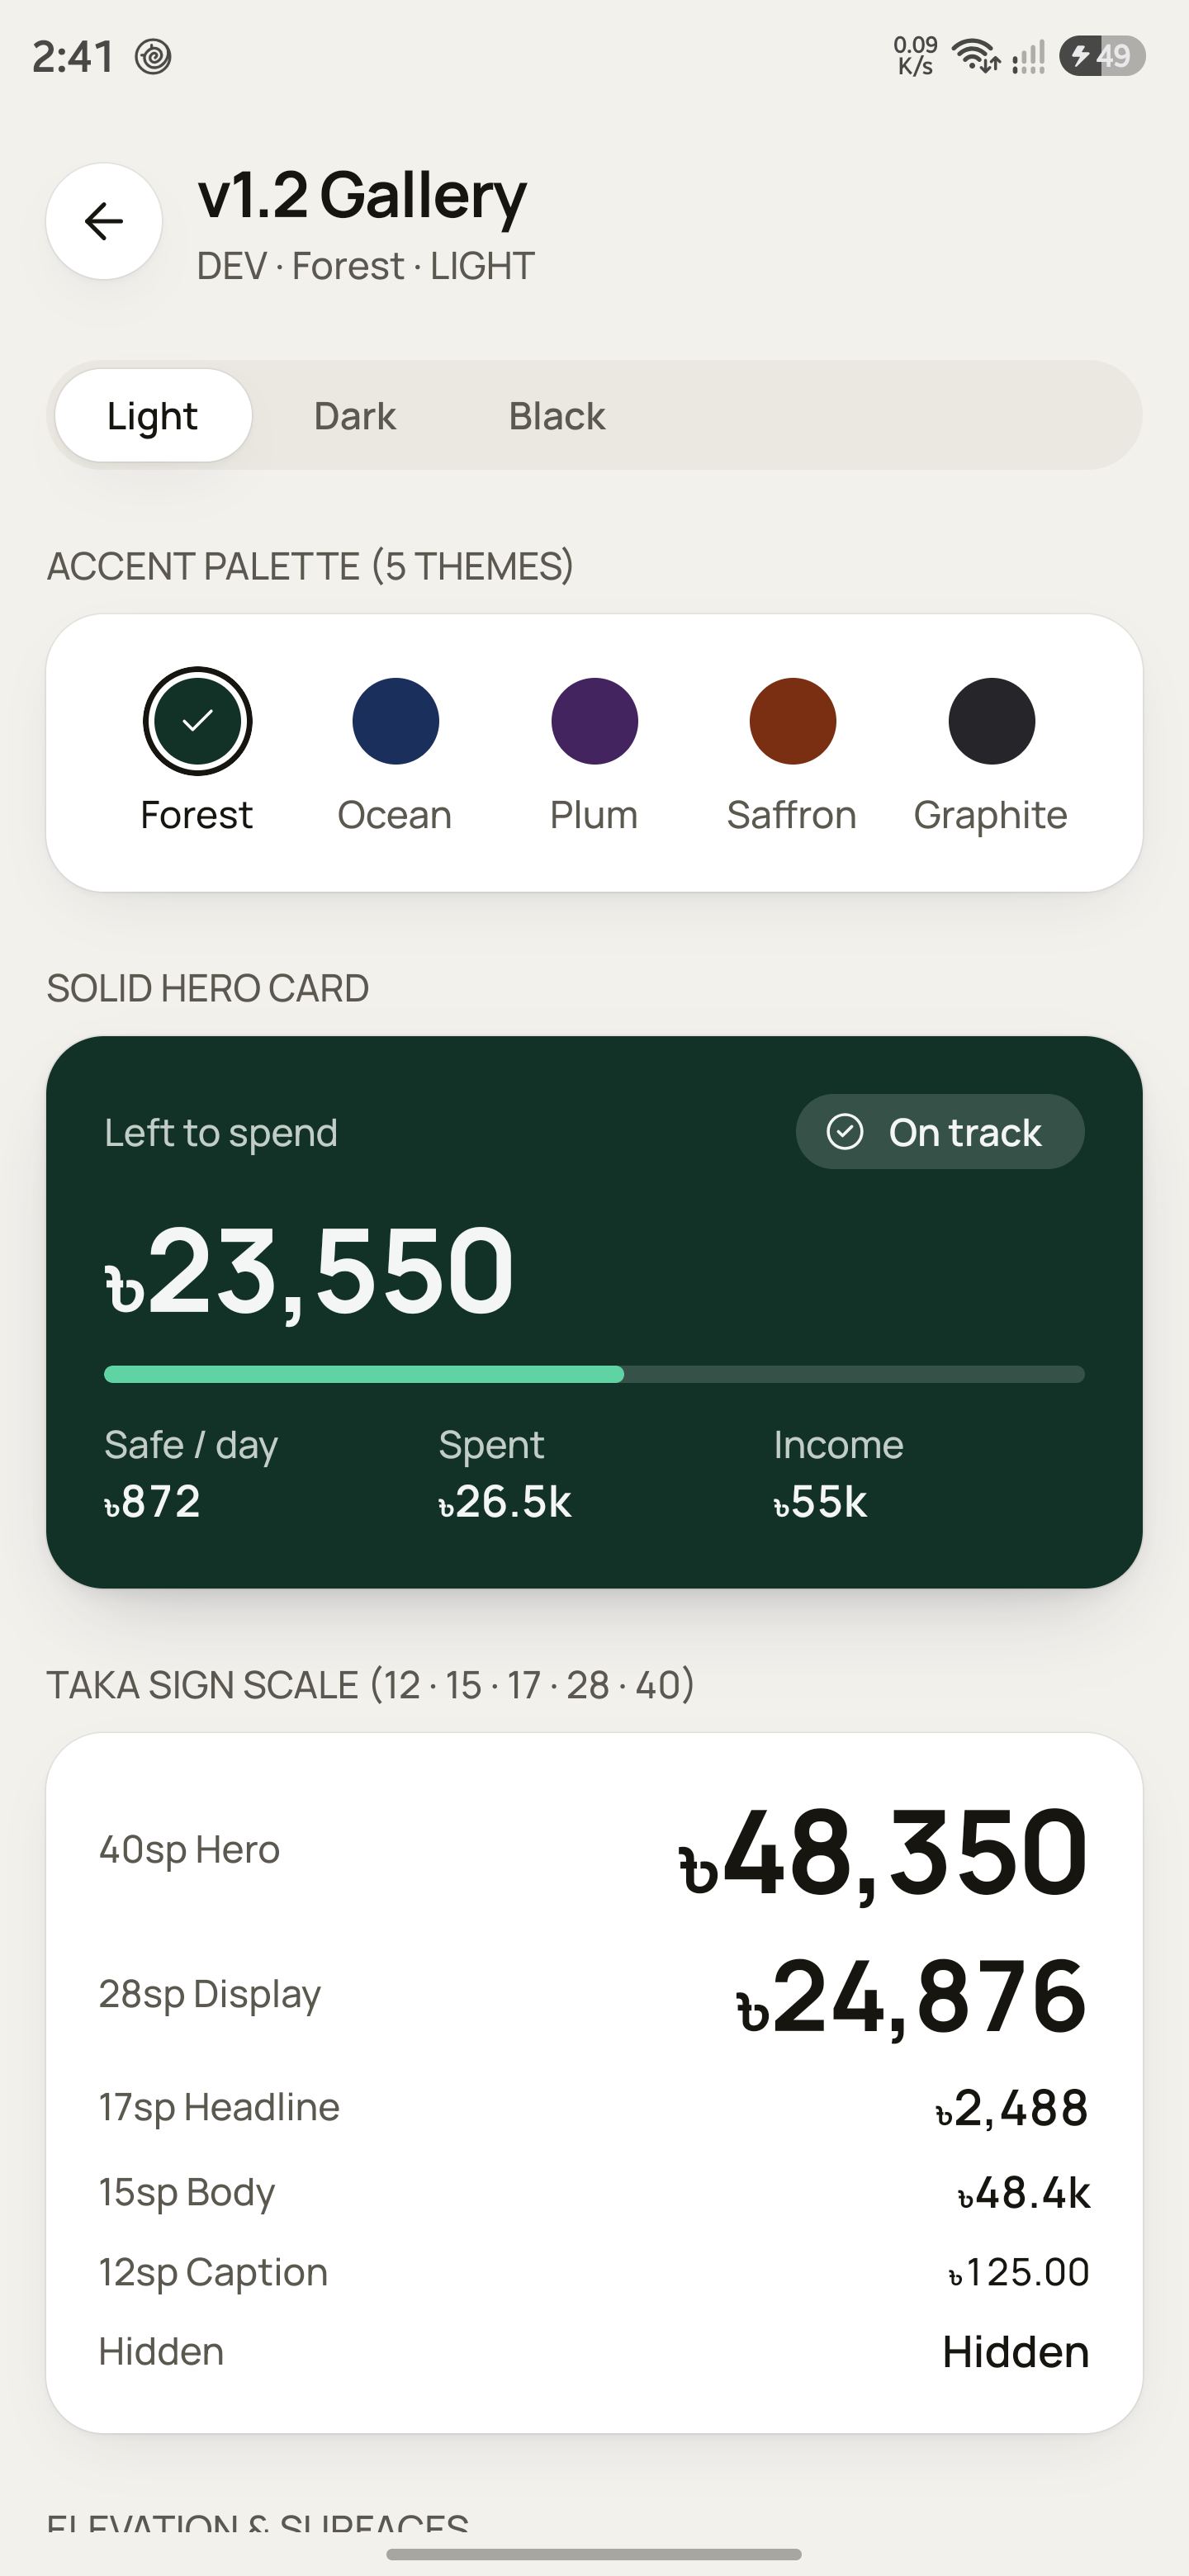 2:41
0.09
K/s
49
v1.2 Gallery
DEV · Forest · LIGHT
Light Dark Black
ACCENT PALETTE (5 THEMES)
Forest Ocean Plum Saffron Graphite
SOLID HERO CARD
Left to spend On track
৳23,550
Safe / day Spent Income
৳872 ৳26.5k ৳55k
TAKA SIGN SCALE (12 · 15 · 17 · 28 · 40)
40sp Hero ৳48,350
28sp Display ৳24,876
17sp Headline ৳2,488
15sp Body ৳48.4k
12sp Caption ৳125.00
Hidden Hidden
ELEVATION & SURFACES